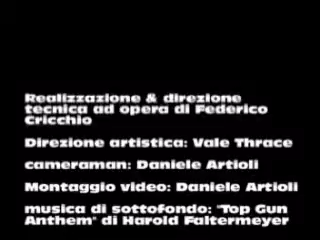 Realizzazione & direzione
tecnica ad opera di Federico
Cricchio
Direzione artistica: Vale Thrace
cameraman: Daniele Artioli
Montaggio video: Daniele Artioli
musica di sottofondo: "Top Gun
Anthem" di Harold Faltermeyer